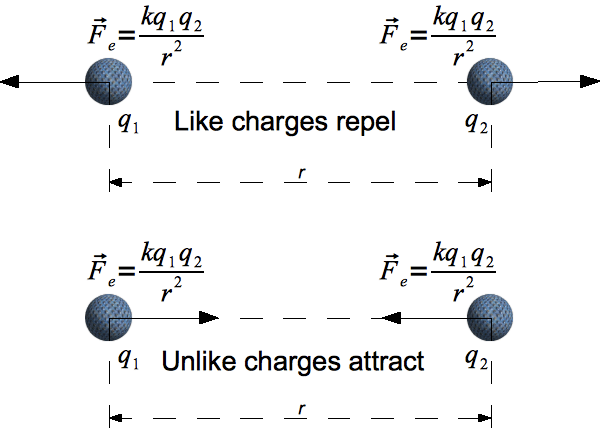 F⃗ₑ = kq₁q₂/r² F⃗ₑ = kq₁q₂/r²
q₁ Like charges repel q₂
r
F⃗ₑ = kq₁q₂/r² F⃗ₑ = kq₁q₂/r²
q₁ Unlike charges attract q₂
r